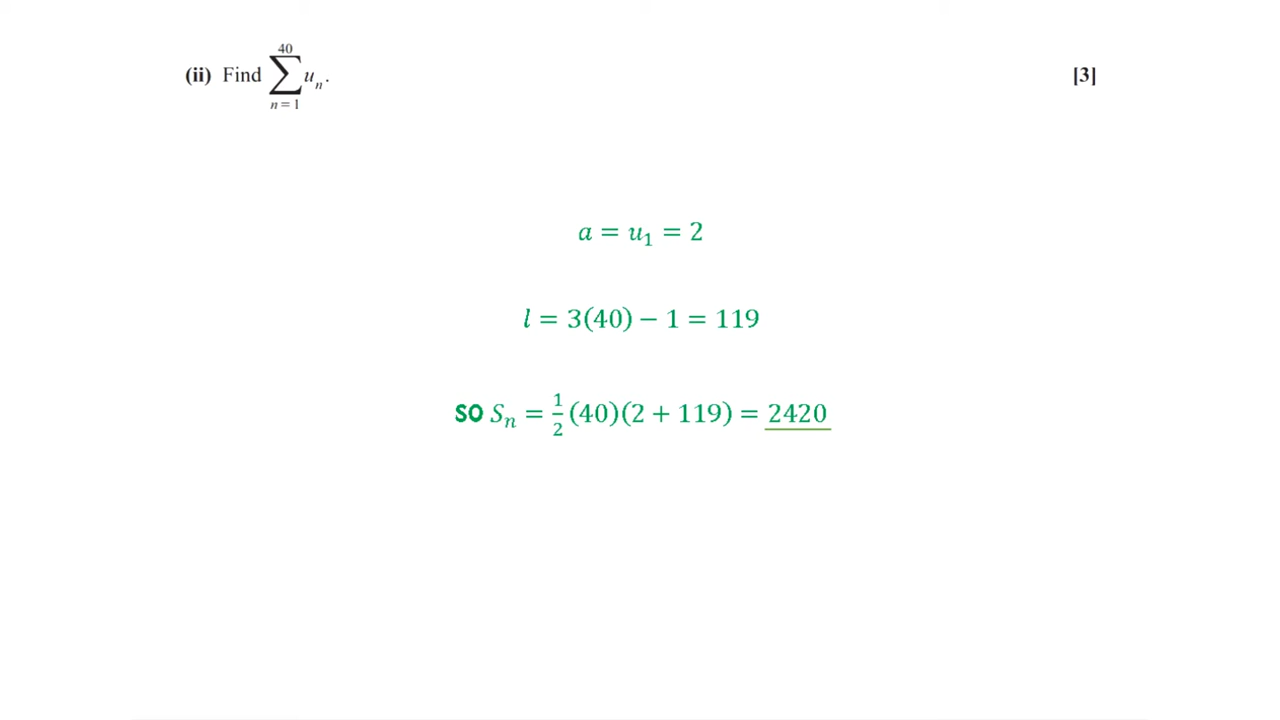 (ii) Find \sum_{n=1}^{40} u_n. [3]
a = u_1 = 2
l = 3(40) − 1 = 119
so S_n = \frac{1}{2}(40)(2 + 119) = 2420